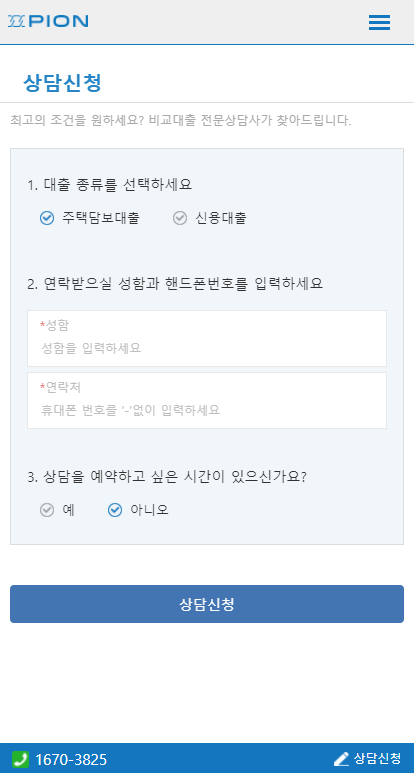 PION
상담신청
최고의 조건을 원하세요? 비교대출 전문상담사가 찾아드립니다.
1. 대출 종류를 선택하세요
주택담보대출 신용대출
2. 연락받으실 성함과 핸드폰번호를 입력하세요
*성함
성함을 입력하세요
*연락처
휴대폰 번호를 '-'없이 입력하세요
3. 상담을 예약하고 싶은 시간이 있으신가요?
예 아니오
상담신청
1670-3825 상담신청